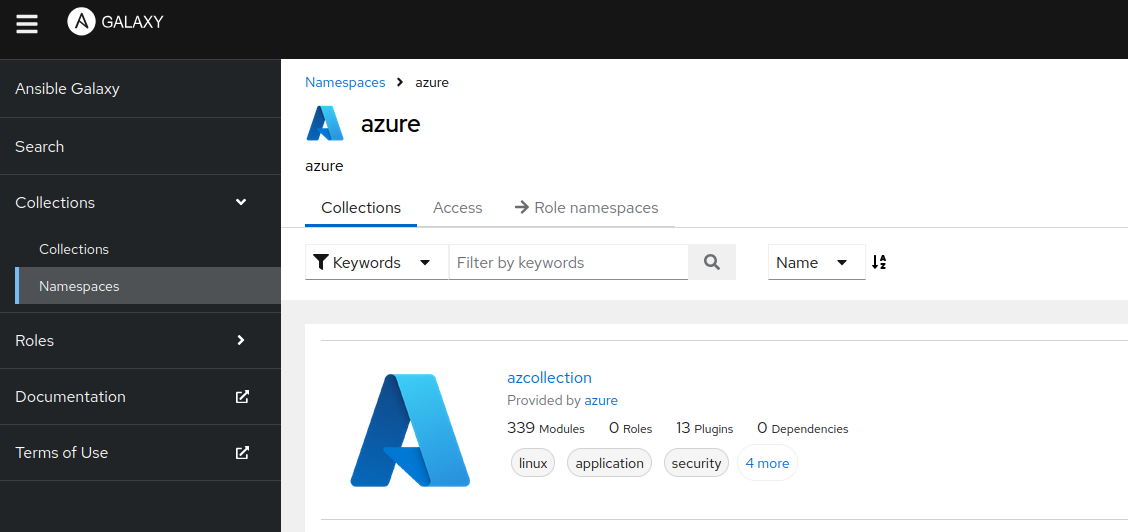 GALAXY
Ansible Galaxy
Search
Collections
Collections
Namespaces
Roles
Documentation
Terms of Use
Namespaces > azure
azure
azure
Collections Access → Role namespaces
Keywords Filter by keywords Name
azcollection
Provided by azure
339 Modules 0 Roles 13 Plugins 0 Dependencies
linux application security 4 more